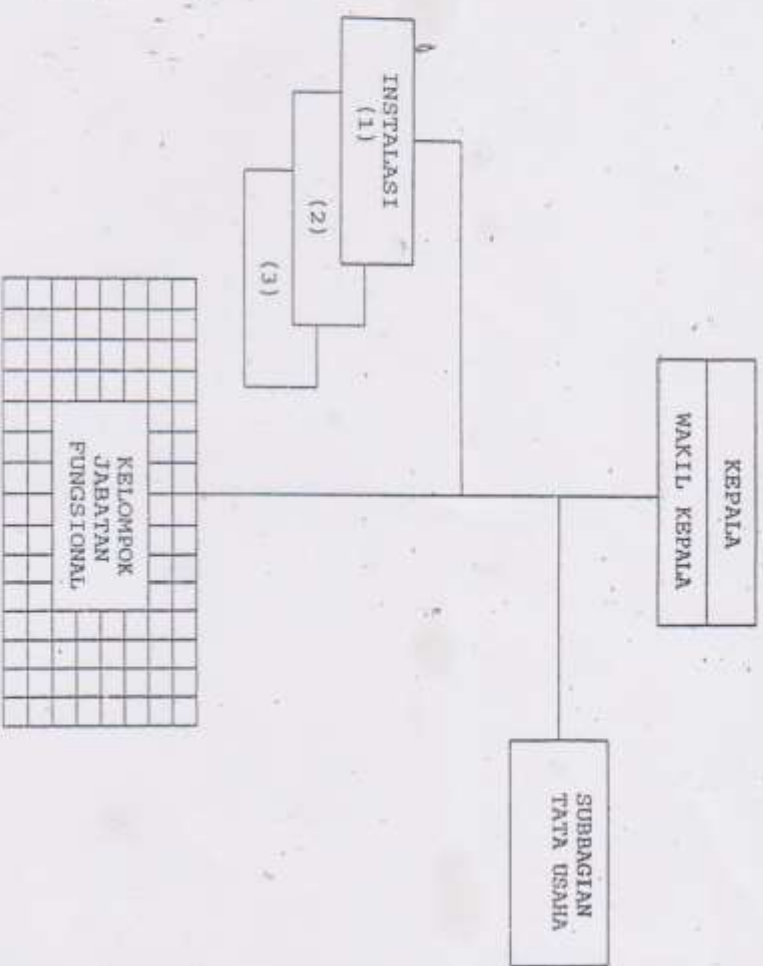 KEPALA
WAKIL KEPALA
SUBBAGIAN
TATA USAHA
INSTALASI
(1)
(2)
(3)
KELOMPOK
JABATAN
FUNGSIONAL